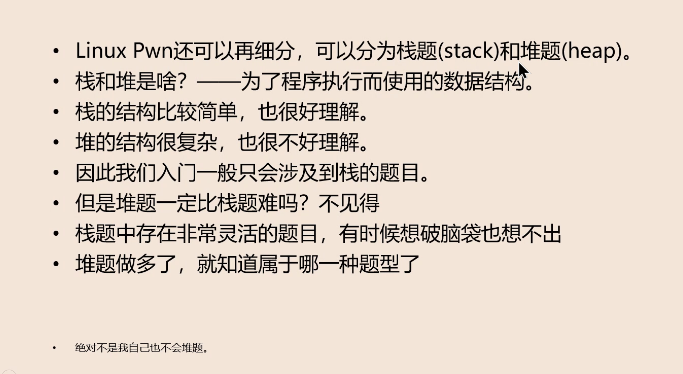 • Linux Pwn还可以再细分，可以分为栈题(stack)和堆题(heap)。
• 栈和堆是啥？——为了程序执行而使用的数据结构。
• 栈的结构比较简单，也很好理解。
• 堆的结构很复杂，也很不好理解。
• 因此我们入门一般只会涉及到栈的题目。
• 但是堆题一定比栈题难吗？不见得
• 栈题中存在非常灵活的题目，有时候想破脑袋也想不出
• 堆题做多了，就知道属于哪一种题型了
• 绝对不是我自己也不会堆题。